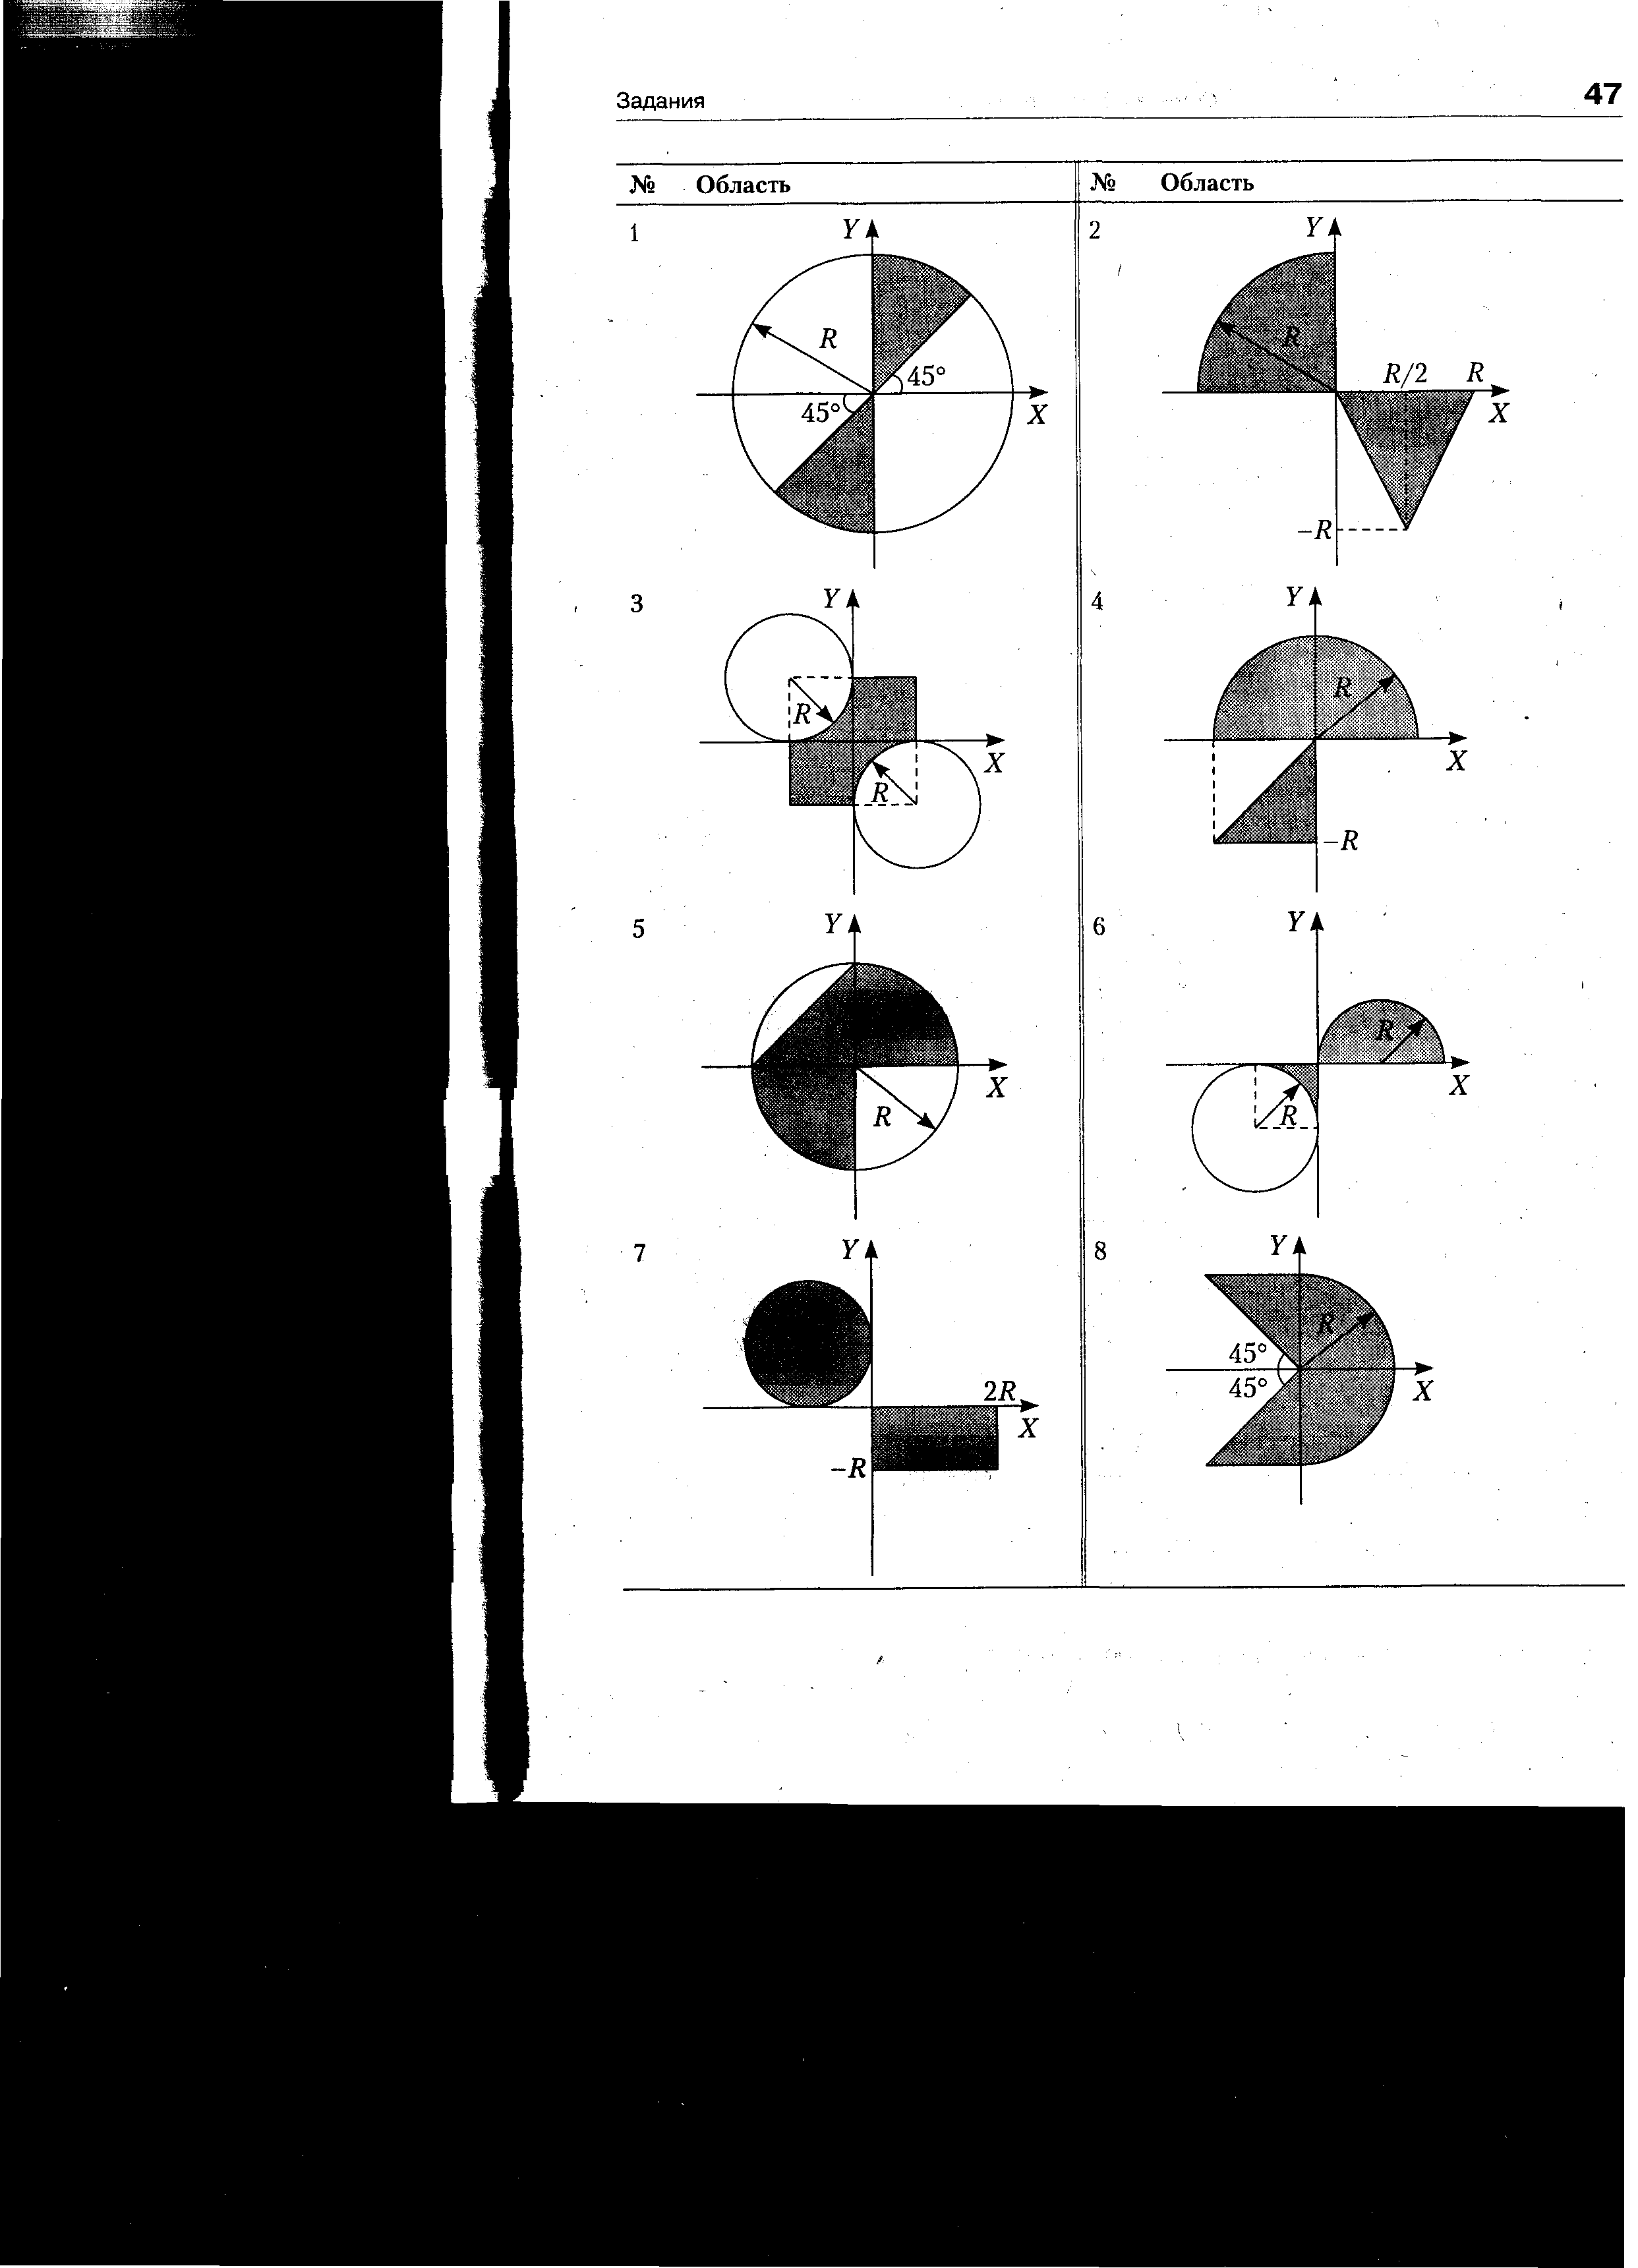 Задания 47
№ Область № Область
1 Y R 45° 45° X
2 Y R R/2 R X -R
3 Y R X R
4 Y R X -R
5 Y X R
6 Y R X R
7 Y 2R X -R
8 Y R 45° 45° X